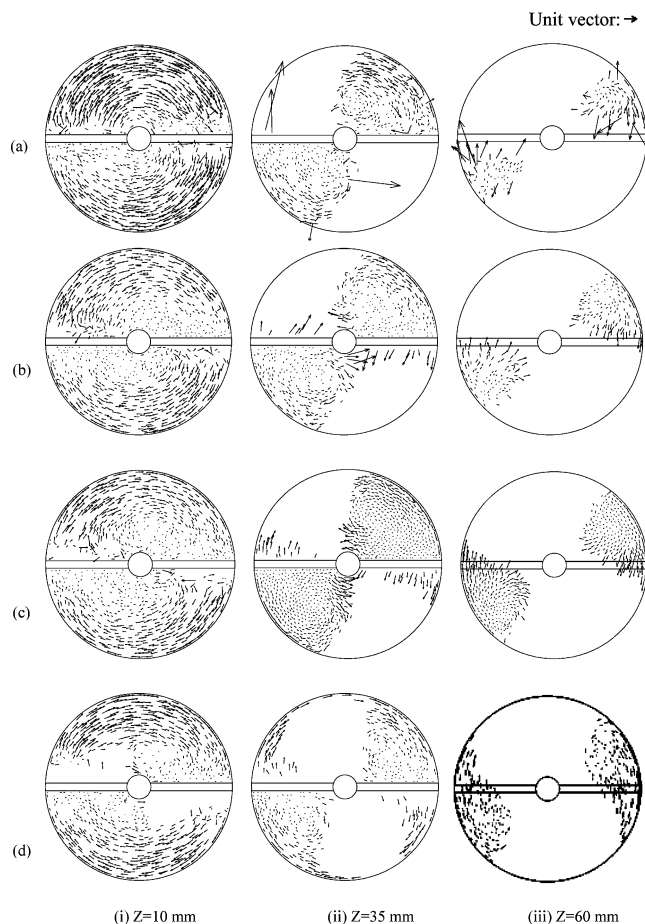 Unit vector:
(a)
(b)
(c)
(d)
(i) Z=10 mm
(ii) Z=35 mm
(iii) Z=60 mm